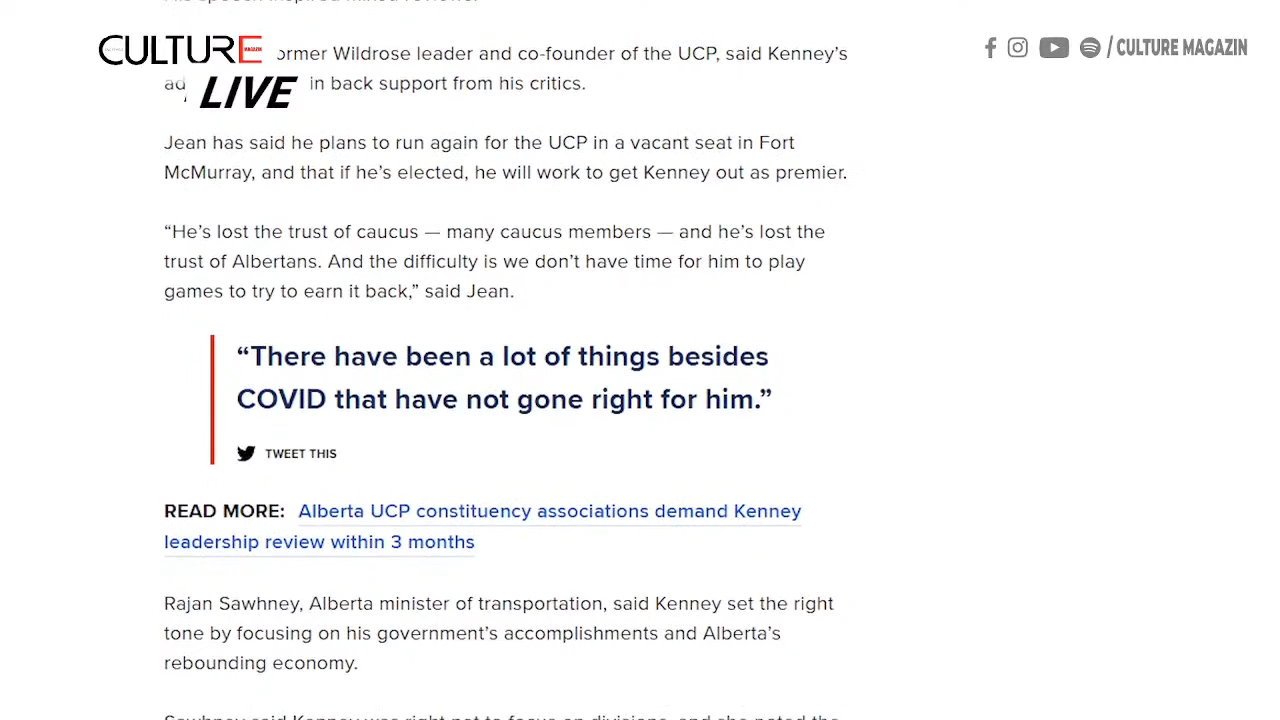 CULTURE
LIVE
/ CULTURE MAGAZIN
ormer Wildrose leader and co-founder of the UCP, said Kenney’s
ad in back support from his critics.
Jean has said he plans to run again for the UCP in a vacant seat in Fort
McMurray, and that if he’s elected, he will work to get Kenney out as premier.
“He’s lost the trust of caucus — many caucus members — and he’s lost the
trust of Albertans. And the difficulty is we don’t have time for him to play
games to try to earn it back,” said Jean.
“There have been a lot of things besides
COVID that have not gone right for him.”
TWEET THIS
READ MORE: Alberta UCP constituency associations demand Kenney
leadership review within 3 months
Rajan Sawhney, Alberta minister of transportation, said Kenney set the right
tone by focusing on his government’s accomplishments and Alberta’s
rebounding economy.